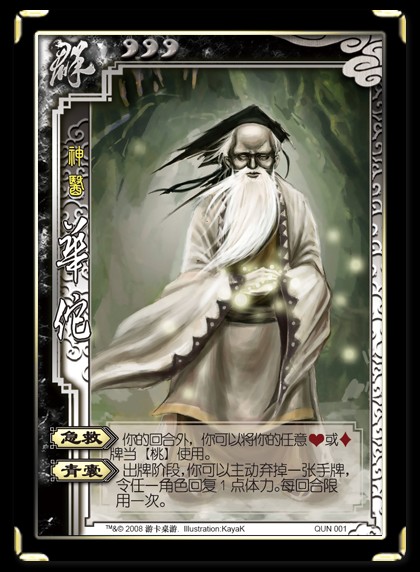 群
神醫
華佗
急救 你的回合外，你可以将你的任意♥或♦
牌当【桃】使用。
青囊 出牌阶段，你可以主动弃掉一张手牌，
令任一角色回复1点体力。每回合限
用一次。
™&© 2008 游卡桌游. Illustration:KayaK QUN 001